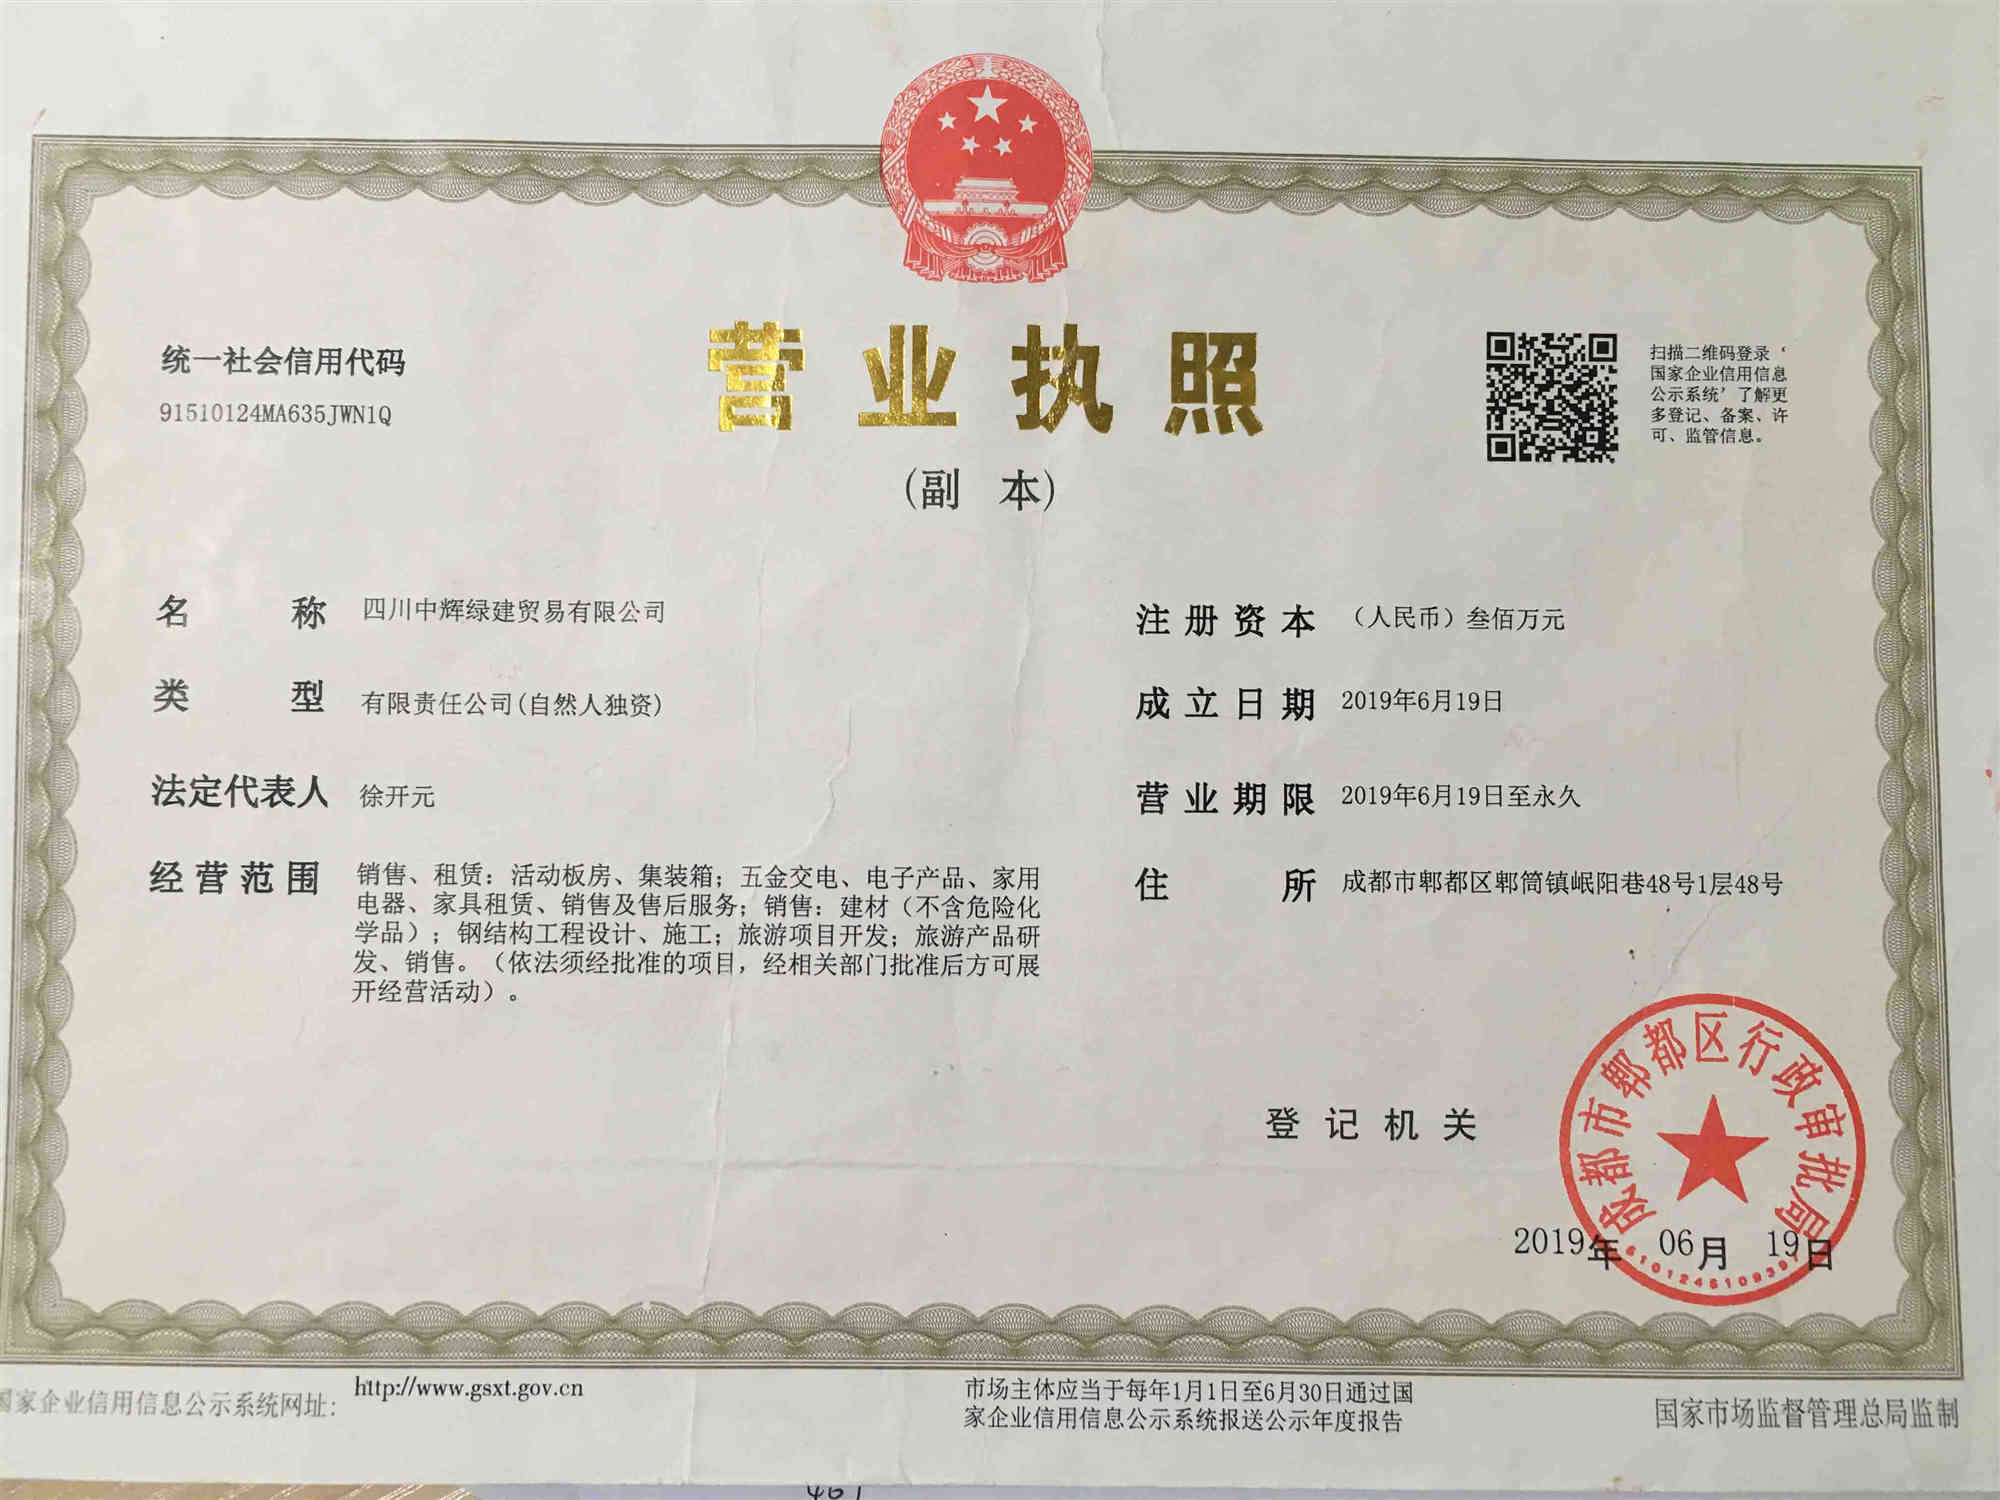 统一社会信用代码
91510124MA635JWN1Q
营业执照
(副 本)
扫描二维码登录‘
国家企业信用信息
公示系统’了解更
多登记、备案、许
可、监管信息。
名称 四川中辉绿建贸易有限公司
类型 有限责任公司(自然人独资)
法定代表人 徐开元
经营范围 销售、租赁：活动板房、集装箱；五金交电、电子产品、家用
电器、家具租赁、销售及售后服务；销售：建材（不含危险化
学品）；钢结构工程设计、施工；旅游项目开发；旅游产品研
发、销售。（依法须经批准的项目，经相关部门批准后方可展
开经营活动）。
注册资本 （人民币）叁佰万元
成立日期 2019年6月19日
营业期限 2019年6月19日至永久
住所 成都市郫都区郫筒镇岷阳巷48号1层48号
登记机关
成都市郫都区行政审批局
2019年 06月 19日
国家企业信用信息公示系统网址: http://www.gsxt.gov.cn
市场主体应当于每年1月1日至6月30日通过国
家企业信用信息公示系统报送公示年度报告
国家市场监督管理总局监制